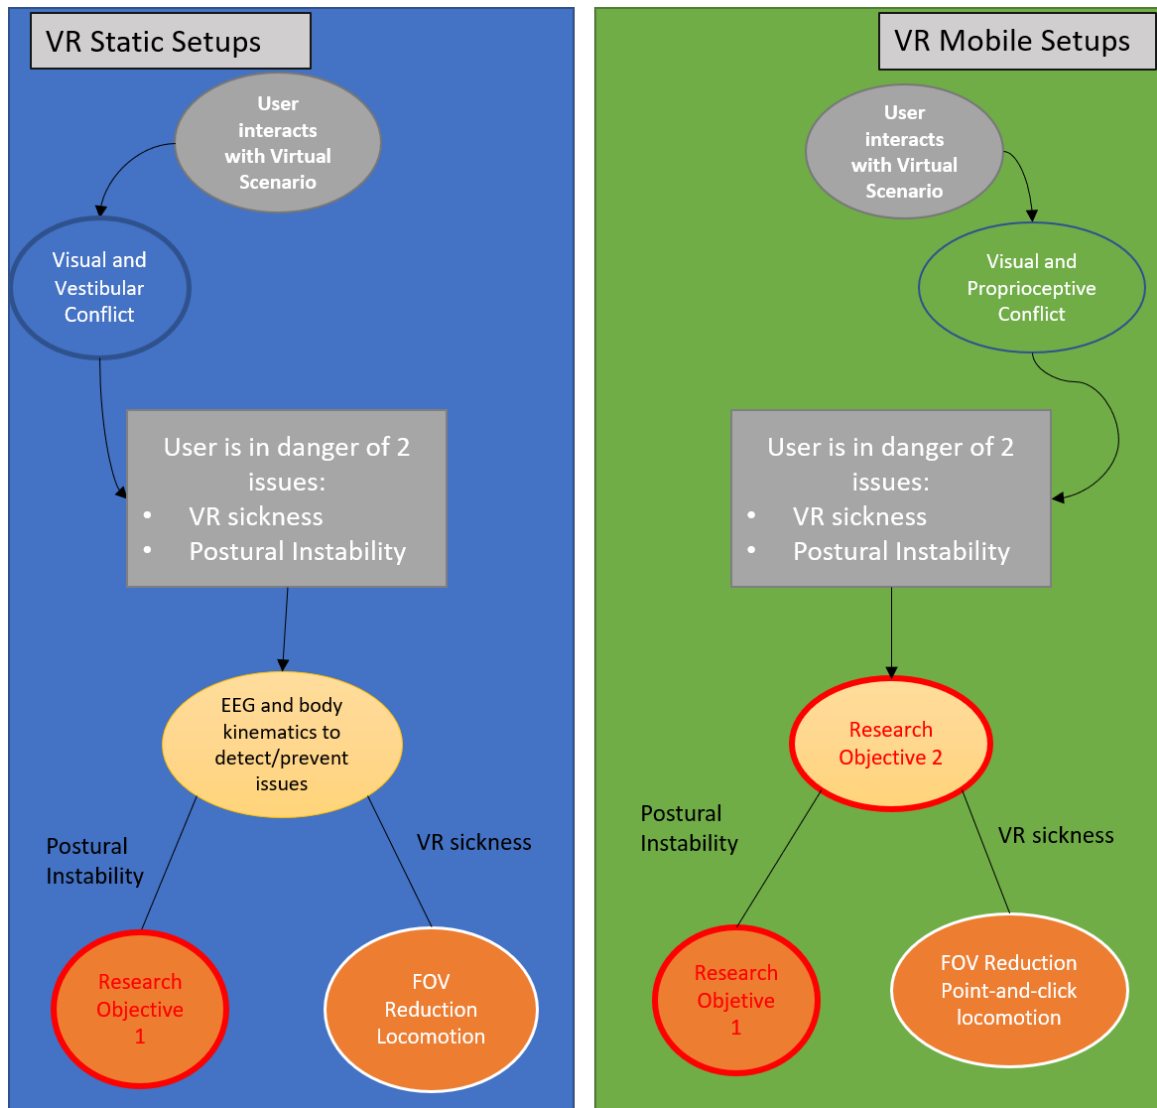 VR Static Setups
User
interacts
with Virtual
Scenario
Visual and
Vestibular
Conflict
User is in danger of 2
issues:
• VR sickness
• Postural Instability
EEG and body
kinematics to
detect/prevent
issues
Postural
Instability
VR sickness
Research
Objective
1
FOV
Reduction
Locomotion
VR Mobile Setups
User
interacts
with Virtual
Scenario
Visual and
Proprioceptive
Conflict
User is in danger of 2
issues:
• VR sickness
• Postural Instability
Research
Objective 2
Postural
Instability
VR sickness
Research
Objetive
1
FOV Reduction
Point-and-click
locomotion